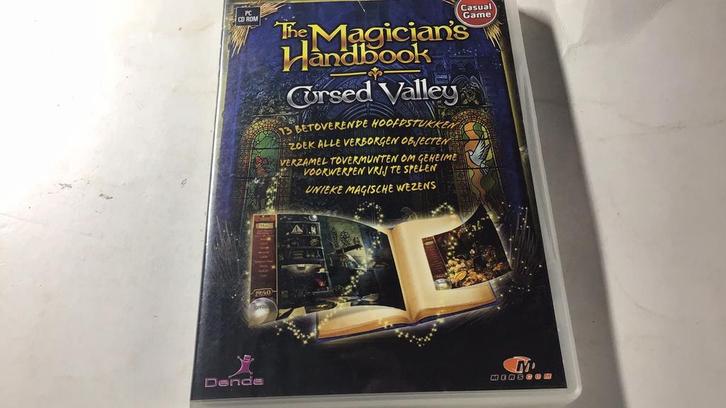 PC
CD ROM
Casual
Game
The Magician's
Handbook
Cursed Valley
13 BETOVERENDE HOOFDSTUKKEN
ZOEK ALLE VERBORGEN OBJECTEN
VERZAMEL TOVERMUNTEN OM GEHEIME
VOORWERPEN VRIJ TE SPELEN
UNIEKE MAGISCHE WEZENS
Denda
M
MERSCOM